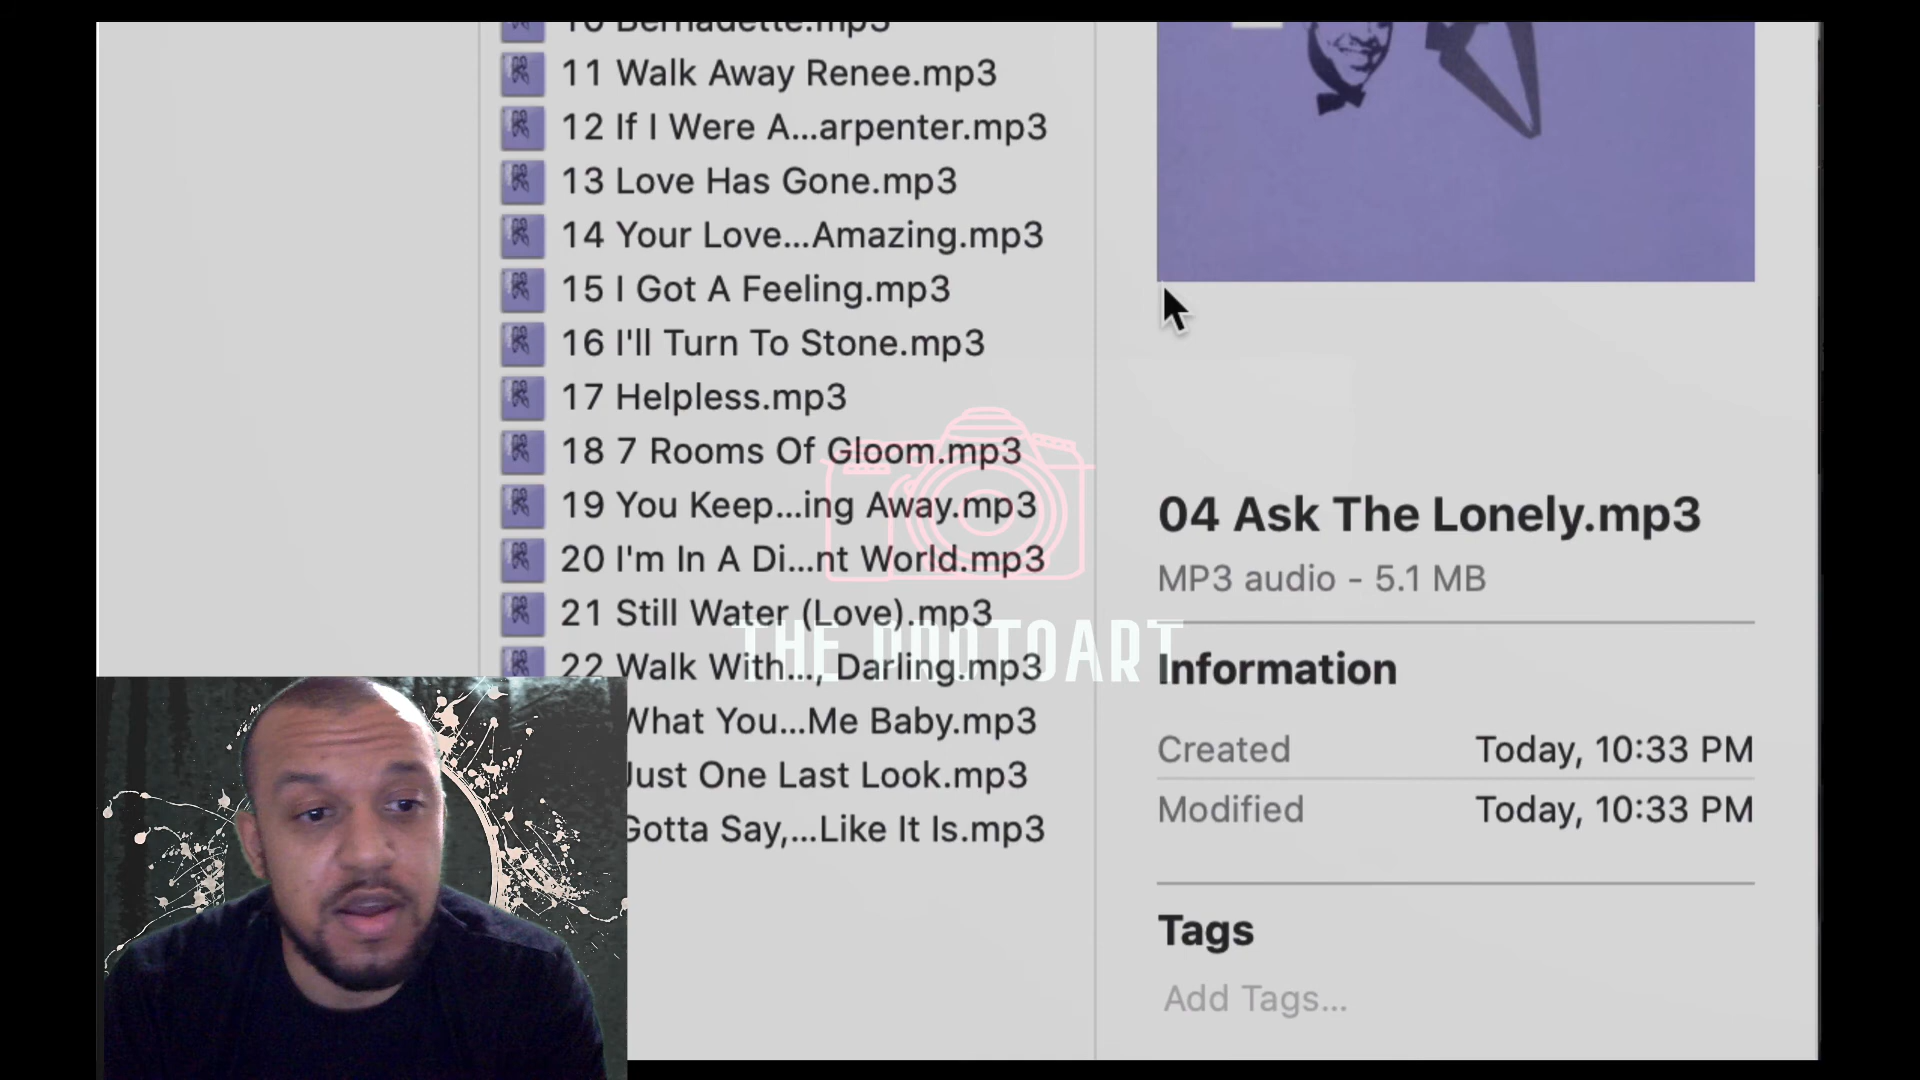 10 Bernadette.mp3
11 Walk Away Renee.mp3
12 If I Were A...arpenter.mp3
13 Love Has Gone.mp3
14 Your Love...Amazing.mp3
15 I Got A Feeling.mp3
16 I'll Turn To Stone.mp3
17 Helpless.mp3
18 7 Rooms Of Gloom.mp3
19 You Keep...ing Away.mp3
20 I'm In A Di...nt World.mp3
21 Still Water (Love).mp3
22 Walk With..., Darling.mp3
What You...Me Baby.mp3
Just One Last Look.mp3
Gotta Say,...Like It Is.mp3
THE PHOTOART
04 Ask The Lonely.mp3
MP3 audio - 5.1 MB
Information
Created Today, 10:33 PM
Modified Today, 10:33 PM
Tags
Add Tags...